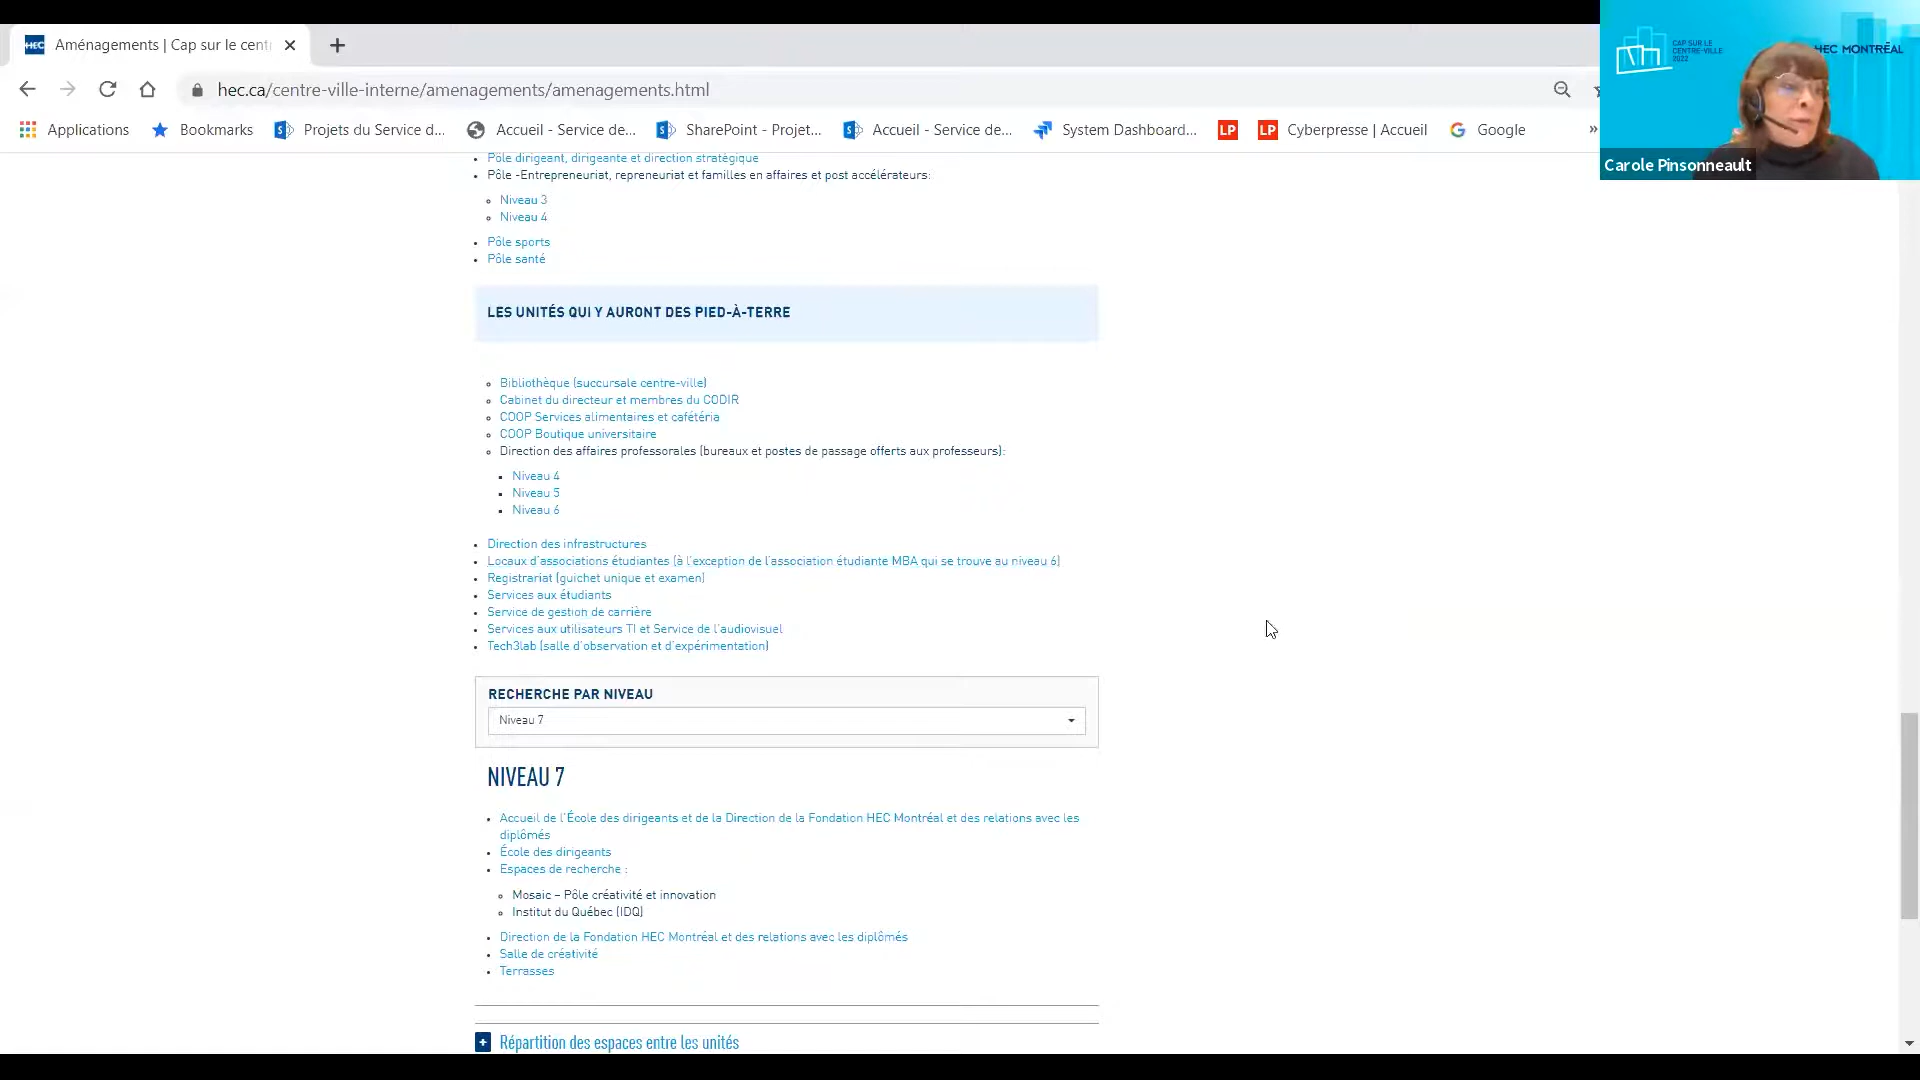 Aménagements | Cap sur le cent
hec.ca/centre-ville-interne/amenagements/amenagements.html
Applications
Bookmarks
Projets du Service d...
Accueil - Service de...
SharePoint - Projet...
Accueil - Service de...
System Dashboard...
LP
LP Cyberpresse | Accueil
Google
»
CAP SUR LE
CENTRE-VILLE
2022
HEC MONTRÉAL
Carole Pinsonneault
Pôle dirigeant, dirigeante et direction stratégique
Pôle -Entrepreneuriat, repreneuriat et familles en affaires et post accélérateurs:
Niveau 3
Niveau 4
Pôle sports
Pôle santé
LES UNITÉS QUI Y AURONT DES PIED-À-TERRE
Bibliothèque (succursale centre-ville)
Cabinet du directeur et membres du CODIR
COOP Services alimentaires et cafétéria
COOP Boutique universitaire
Direction des affaires professorales (bureaux et postes de passage offerts aux professeurs):
Niveau 4
Niveau 5
Niveau 6
Direction des infrastructures
Locaux d'associations étudiantes (à l'exception de l'association étudiante MBA qui se trouve au niveau 6)
Registrariat (guichet unique et examen)
Services aux étudiants
Service de gestion de carrière
Services aux utilisateurs TI et Service de l'audiovisuel
Tech3lab (salle d'observation et d'expérimentation)
RECHERCHE PAR NIVEAU
Niveau 7
NIVEAU 7
Accueil de l'École des dirigeants et de la Direction de la Fondation HEC Montréal et des relations avec les
diplômés
École des dirigeants
Espaces de recherche :
Mosaic – Pôle créativité et innovation
Institut du Québec (IDQ)
Direction de la Fondation HEC Montréal et des relations avec les diplômés
Salle de créativité
Terrasses
Répartition des espaces entre les unités